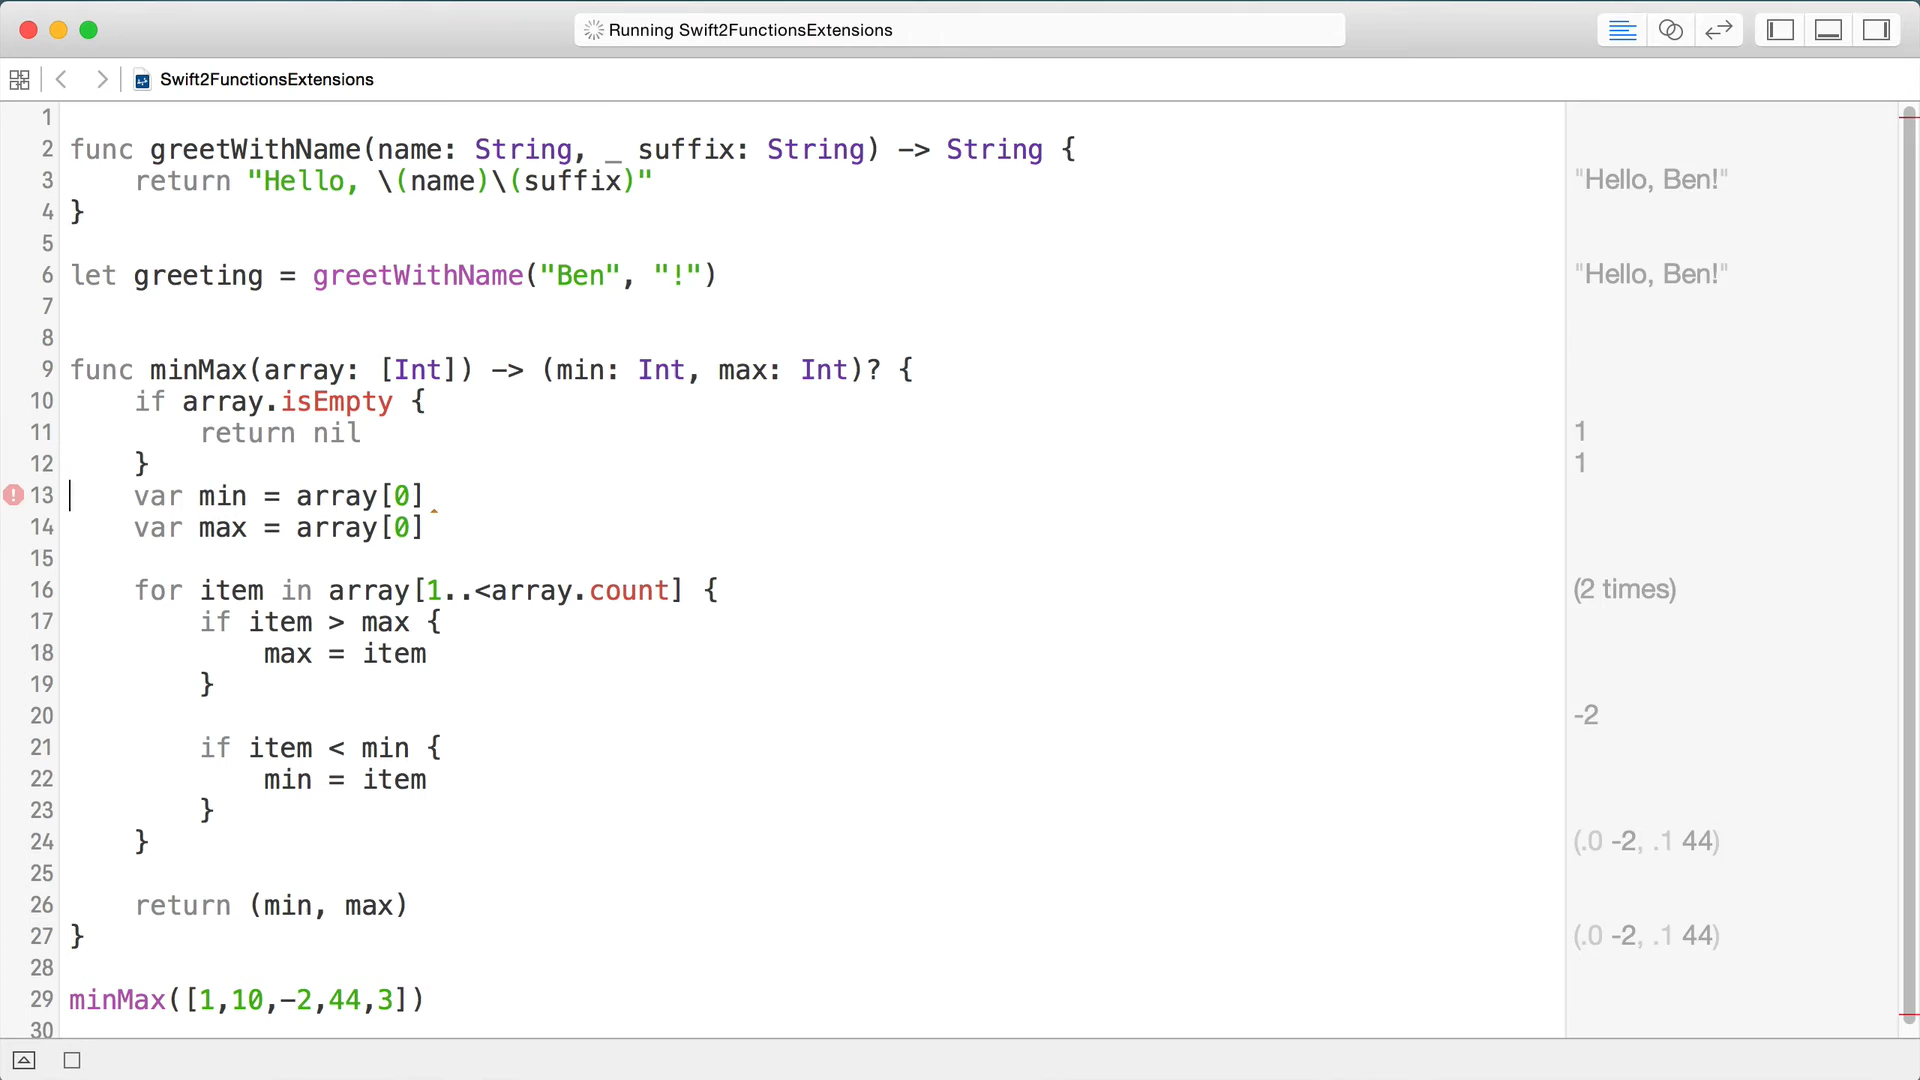 Running Swift2FunctionsExtensions
Swift2FunctionsExtensions
1
2 func greetWithName(name: String, _ suffix: String) -> String {
3     return "Hello, \(name)\(suffix)" "Hello, Ben!"
4 }
5
6 let greeting = greetWithName("Ben", "!") "Hello, Ben!"
7
8
9 func minMax(array: [Int]) -> (min: Int, max: Int)? {
10     if array.isEmpty {
11         return nil 1
12     } 1
13     var min = array[0]
14     var max = array[0]
15
16     for item in array[1..<array.count] { (2 times)
17         if item > max {
18             max = item
19         }
20 -2
21         if item < min {
22             min = item
23         }
24     } (.0 -2, .1 44)
25
26     return (min, max)
27 } (.0 -2, .1 44)
28
29 minMax([1,10,-2,44,3])
30